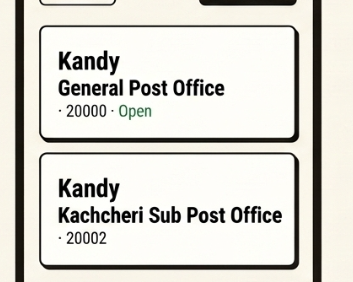 Kandy
General Post Office
· 20000 · Open
Kandy
Kachcheri Sub Post Office
· 20002